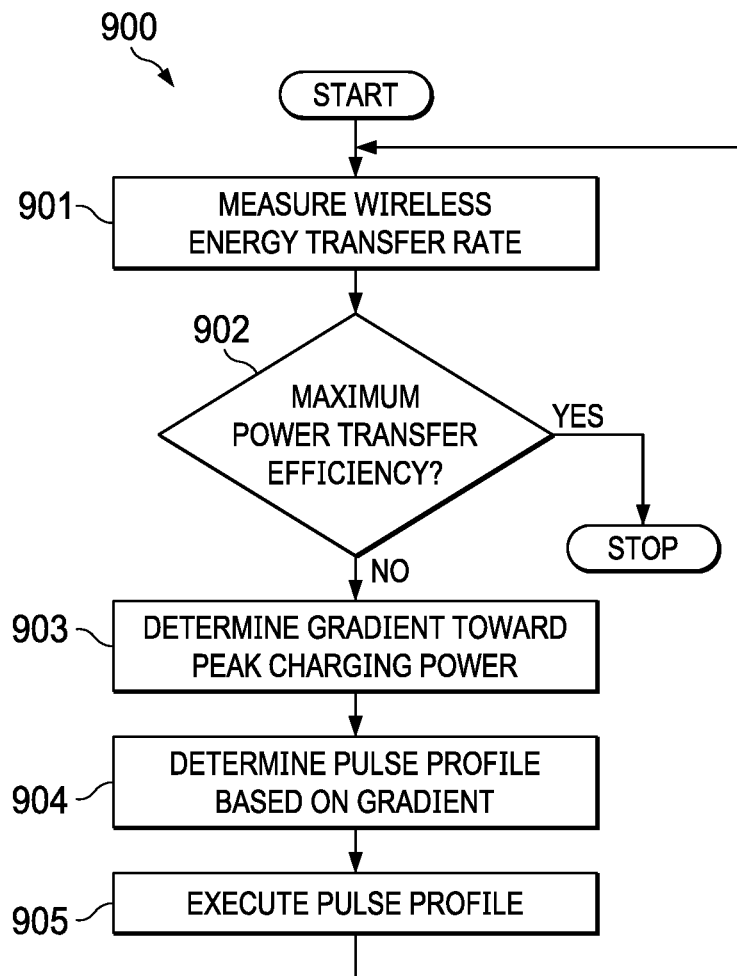 900
START
901
MEASURE WIRELESS
ENERGY TRANSFER RATE
902
MAXIMUM
POWER TRANSFER
EFFICIENCY?
YES
STOP
NO
903
DETERMINE GRADIENT TOWARD
PEAK CHARGING POWER
904
DETERMINE PULSE PROFILE
BASED ON GRADIENT
905
EXECUTE PULSE PROFILE